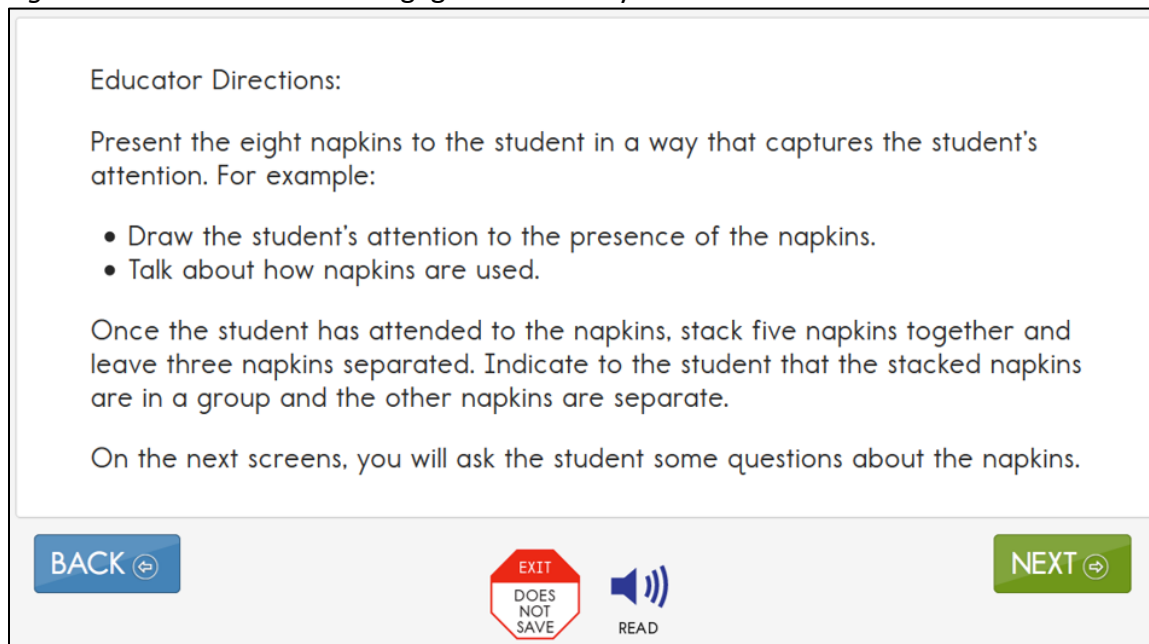 Educator Directions:
Present the eight napkins to the student in a way that captures the student's
attention. For example:
• Draw the student's attention to the presence of the napkins.
• Talk about how napkins are used.
Once the student has attended to the napkins, stack five napkins together and
leave three napkins separated. Indicate to the student that the stacked napkins
are in a group and the other napkins are separate.
On the next screens, you will ask the student some questions about the napkins.
BACK
EXIT
DOES
NOT
SAVE
READ
NEXT